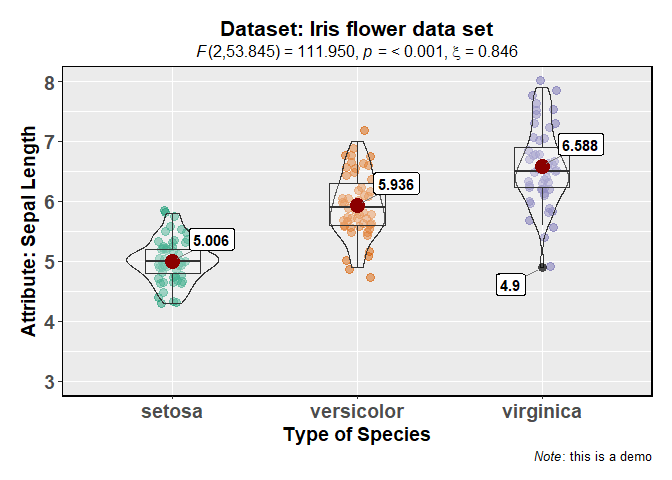 Dataset: Iris flower data set
F(2,53.845) = 111.950, p = < 0.001, ξ = 0.846
Attribute: Sepal Length
8
7
6
5
4
3
6.588
5.936
5.006
4.9
setosa
versicolor
virginica
Type of Species
Note: this is a demo